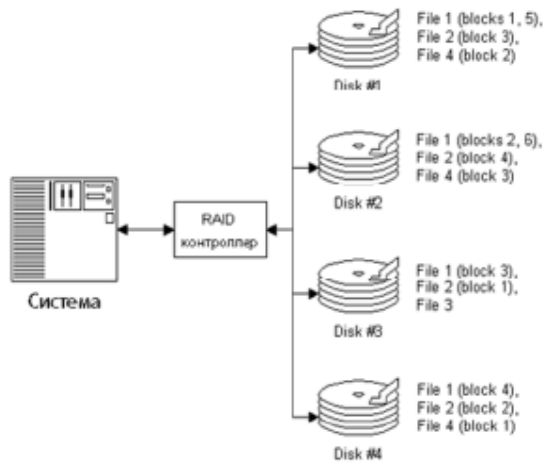 File 1 (blocks 1, 5),
File 2 (block 3),
File 4 (block 2)
Disk #1
File 1 (blocks 2, 6),
File 2 (block 4),
File 4 (block 3)
Disk #2
RAID
контроллер
Система
File 1 (block 3),
File 2 (block 1),
File 3
Disk #3
File 1 (block 4),
File 2 (block 2),
File 4 (block 1)
Disk #4